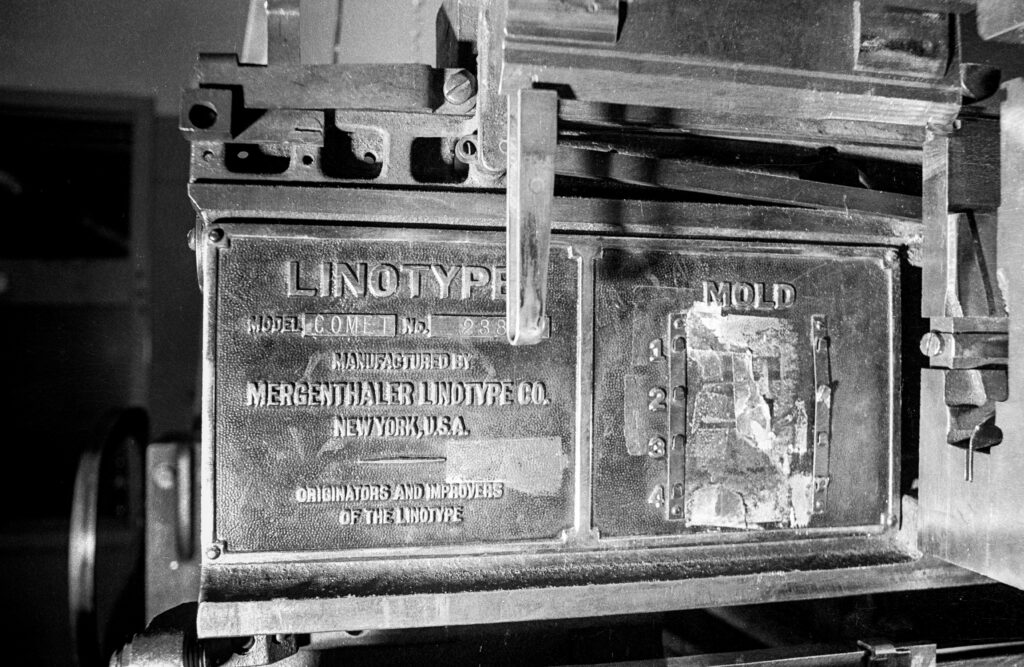 LINOTYPE
MODEL COMET No. 238
MANUFACTURED BY
MERGENTHALER LINOTYPE CO.
NEW YORK, U.S.A.
ORIGINATORS AND IMPROVERS
OF THE LINOTYPE
MOLD
1
2
3
4